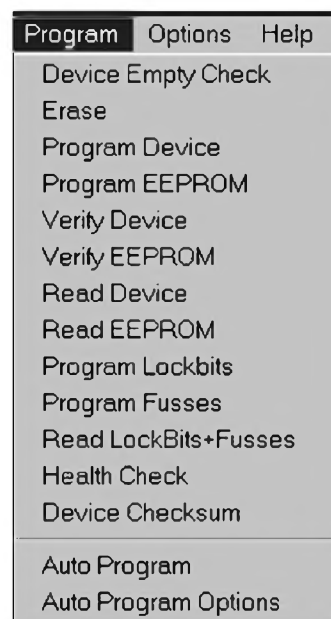 Program Options Help
Device Empty Check
Erase
Program Device
Program EEPROM
Verify Device
Verify EEPROM
Read Device
Read EEPROM
Program Lockbits
Program Fusses
Read LockBits+Fusses
Health Check
Device Checksum
Auto Program
Auto Program Options